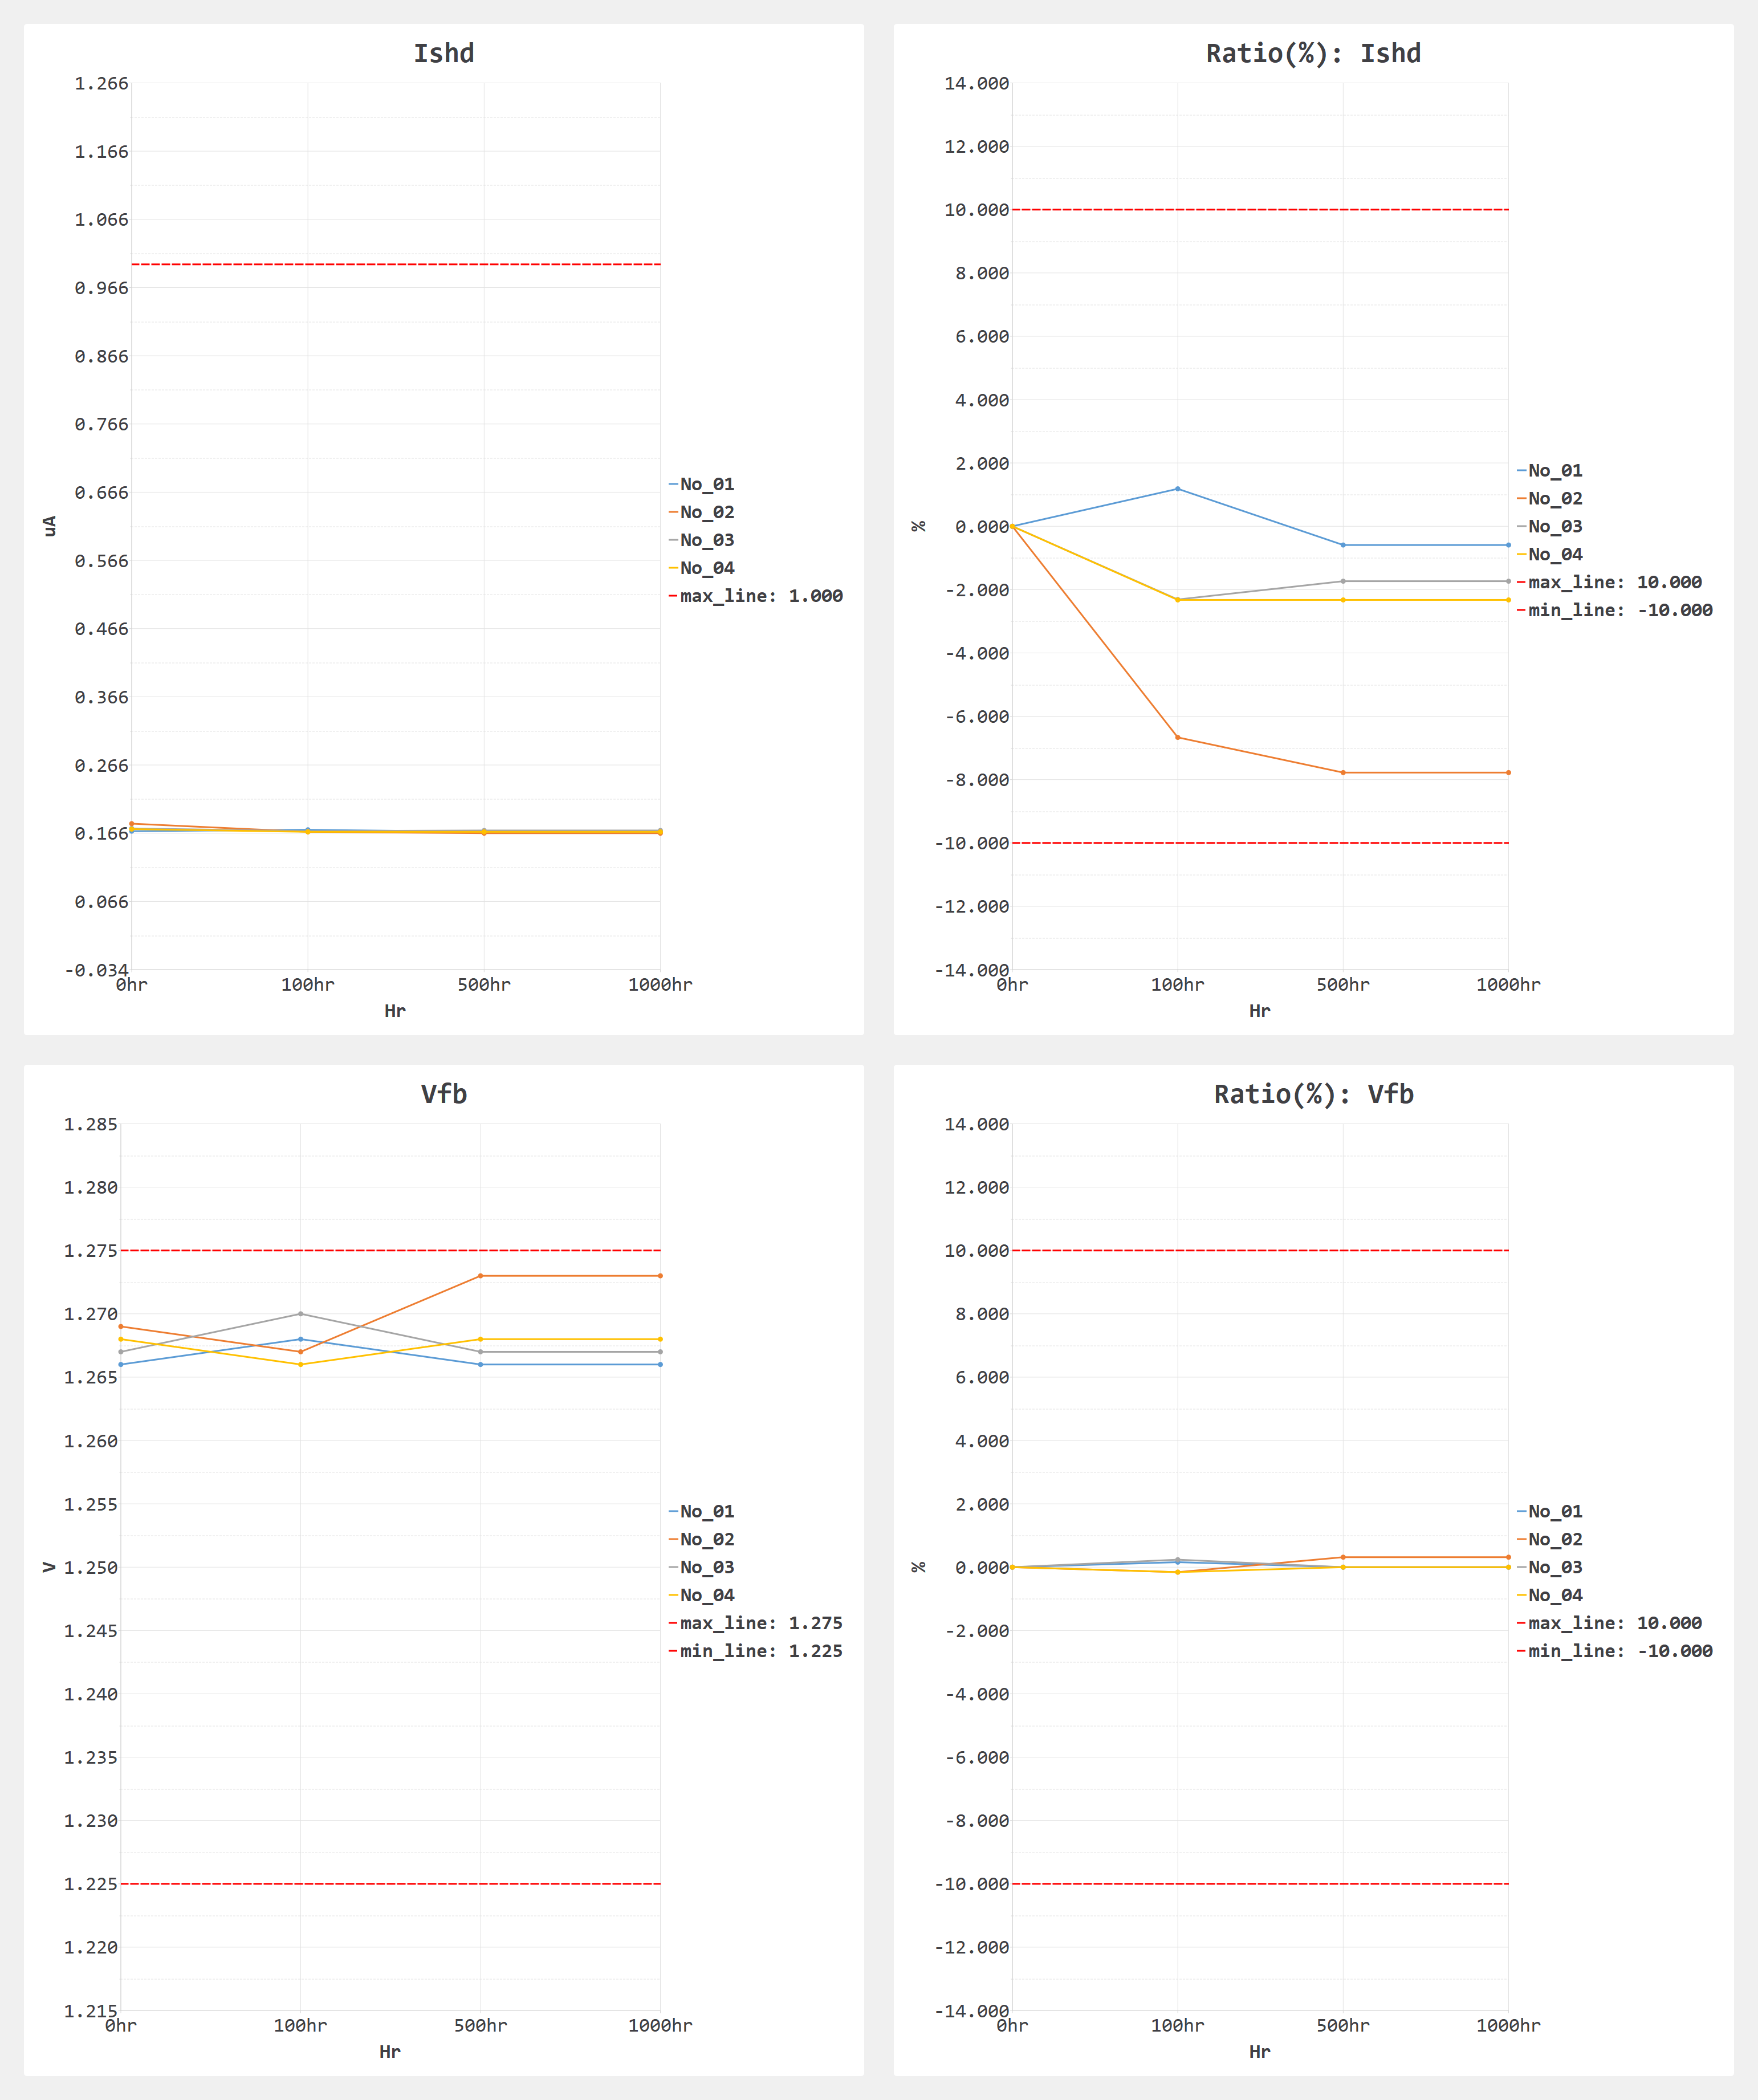 Ishd
1.266
1.166
1.066
0.966
0.866
0.766
0.666
0.566
0.466
0.366
0.266
0.166
0.066
-0.034
uA
0hr 100hr 500hr 1000hr
Hr
No_01
No_02
No_03
No_04
max_line: 1.000
Ratio(%): Ishd
14.000
12.000
10.000
8.000
6.000
4.000
2.000
0.000
-2.000
-4.000
-6.000
-8.000
-10.000
-12.000
-14.000
%
0hr 100hr 500hr 1000hr
Hr
No_01
No_02
No_03
No_04
max_line: 10.000
min_line: -10.000
Vfb
1.285
1.280
1.275
1.270
1.265
1.260
1.255
1.250
1.245
1.240
1.235
1.230
1.225
1.220
1.215
V
0hr 100hr 500hr 1000hr
Hr
No_01
No_02
No_03
No_04
max_line: 1.275
min_line: 1.225
Ratio(%): Vfb
14.000
12.000
10.000
8.000
6.000
4.000
2.000
0.000
-2.000
-4.000
-6.000
-8.000
-10.000
-12.000
-14.000
%
0hr 100hr 500hr 1000hr
Hr
No_01
No_02
No_03
No_04
max_line: 10.000
min_line: -10.000